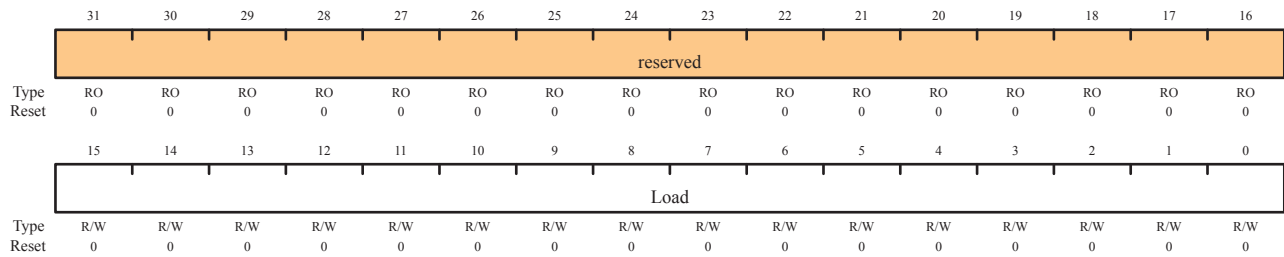 31 30 29 28 27 26 25 24 23 22 21 20 19 18 17 16
reserved
Type RO RO RO RO RO RO RO RO RO RO RO RO RO RO RO RO
Reset 0 0 0 0 0 0 0 0 0 0 0 0 0 0 0 0
15 14 13 12 11 10 9 8 7 6 5 4 3 2 1 0
Load
Type R/W R/W R/W R/W R/W R/W R/W R/W R/W R/W R/W R/W R/W R/W R/W R/W
Reset 0 0 0 0 0 0 0 0 0 0 0 0 0 0 0 0